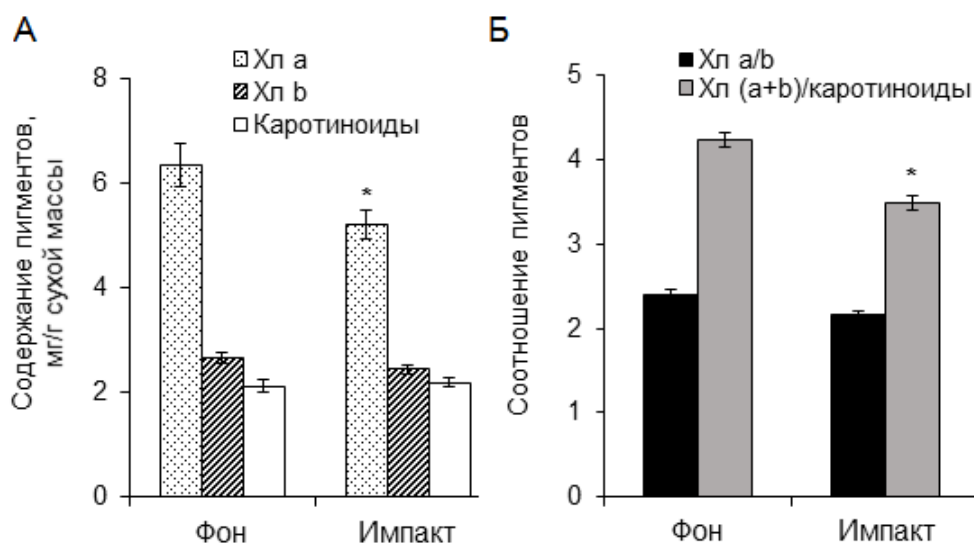 А
Содержание пигментов,
мг/г сухой массы
Хл a
Хл b
Каротиноиды
8
6
4
2
0
*
Фон
Импакт
Б
Соотношение пигментов
Хл a/b
Хл (a+b)/каротиноиды
5
4
3
2
1
0
*
Фон
Импакт